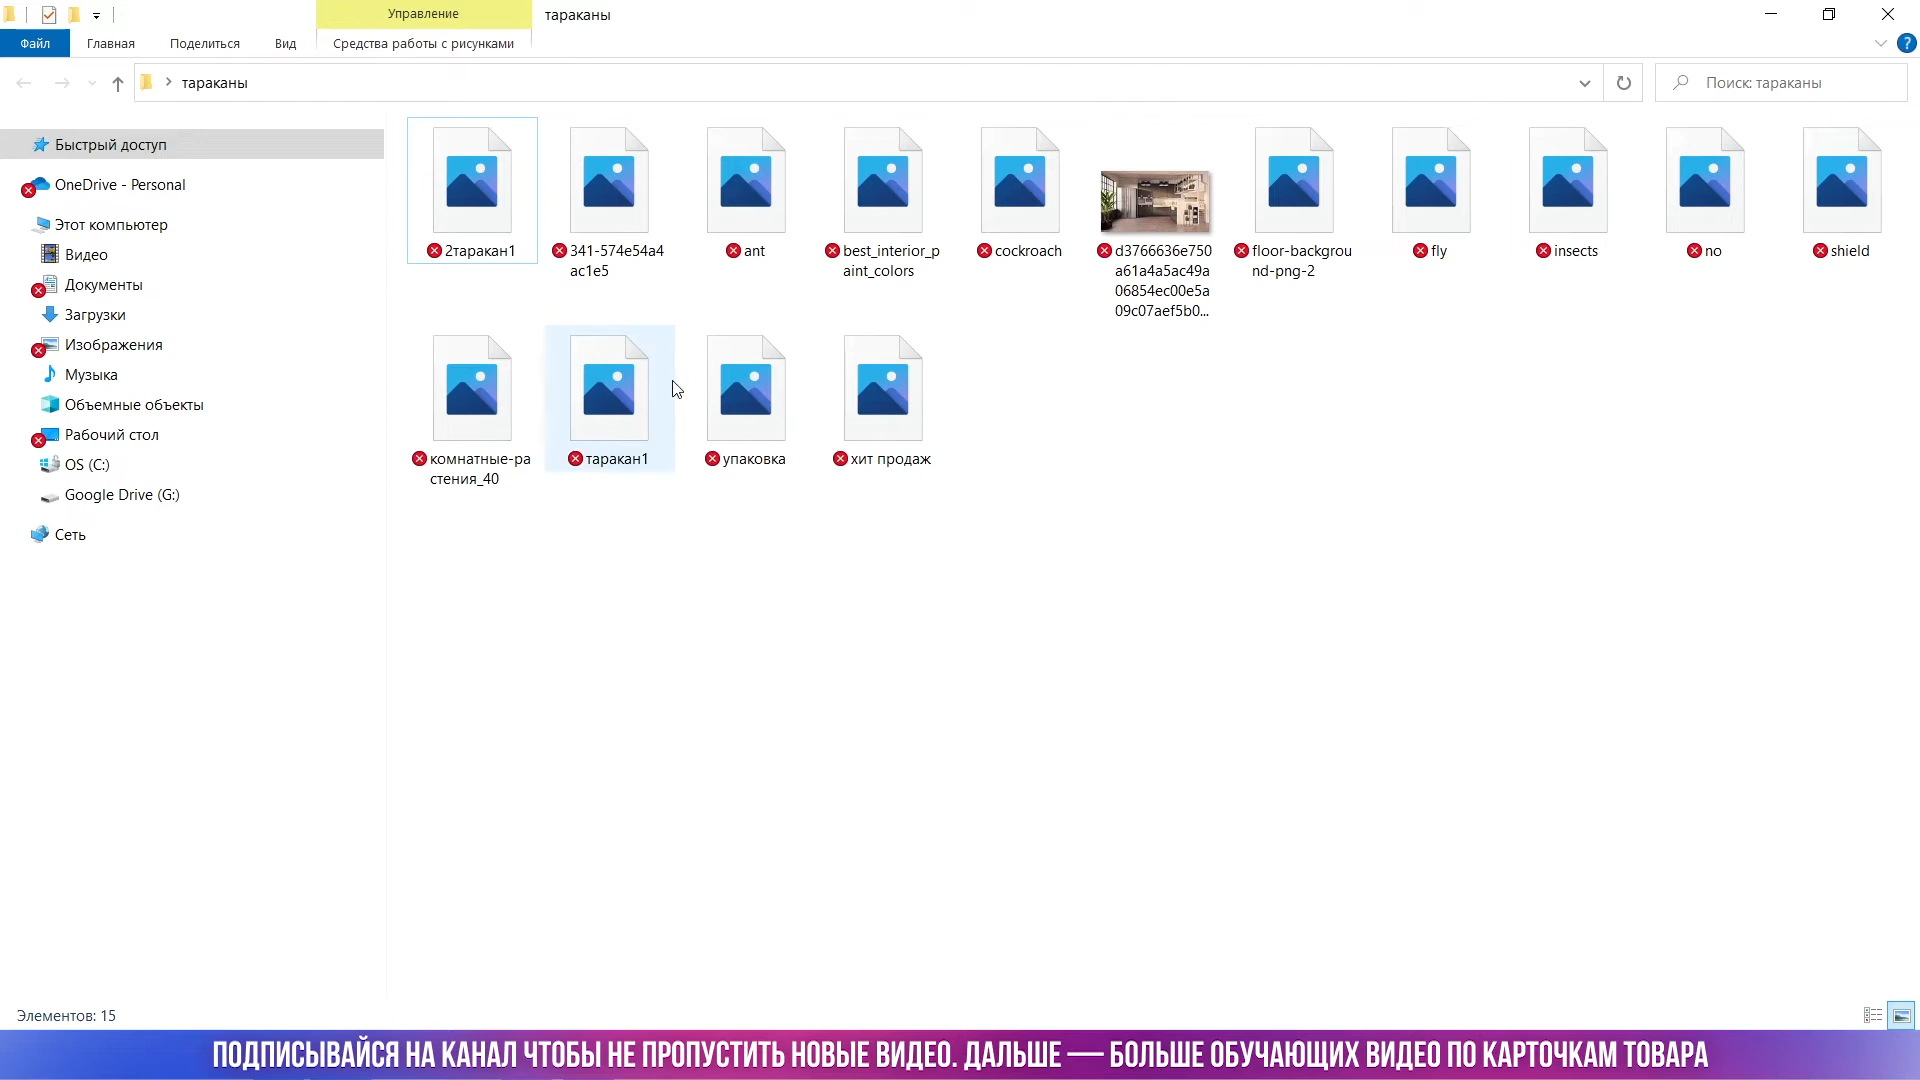 Управление
тараканы
Файл
Главная
Поделиться
Вид
Средства работы с рисунками
тараканы
Поиск: тараканы
Быстрый доступ
OneDrive - Personal
Этот компьютер
Видео
Документы
Загрузки
Изображения
Музыка
Объемные объекты
Рабочий стол
OS (C:)
Google Drive (G:)
Сеть
2таракан1
341-574e54a4
ac1e5
ant
best_interior_p
aint_colors
cockroach
d3766636e750
a61a4a5ac49a
06854ec00e5a
09c07aef5b0...
floor-backgrou
nd-png-2
fly
insects
no
shield
комнатные-ра
стения_40
таракан1
упаковка
хит продаж
Элементов: 15
ПОДПИСЫВАЙСЯ НА КАНАЛ ЧТОБЫ НЕ ПРОПУСТИТЬ НОВЫЕ ВИДЕО. ДАЛЬШЕ — БОЛЬШЕ ОБУЧАЮЩИХ ВИДЕО ПО КАРТОЧКАМ ТОВАРА